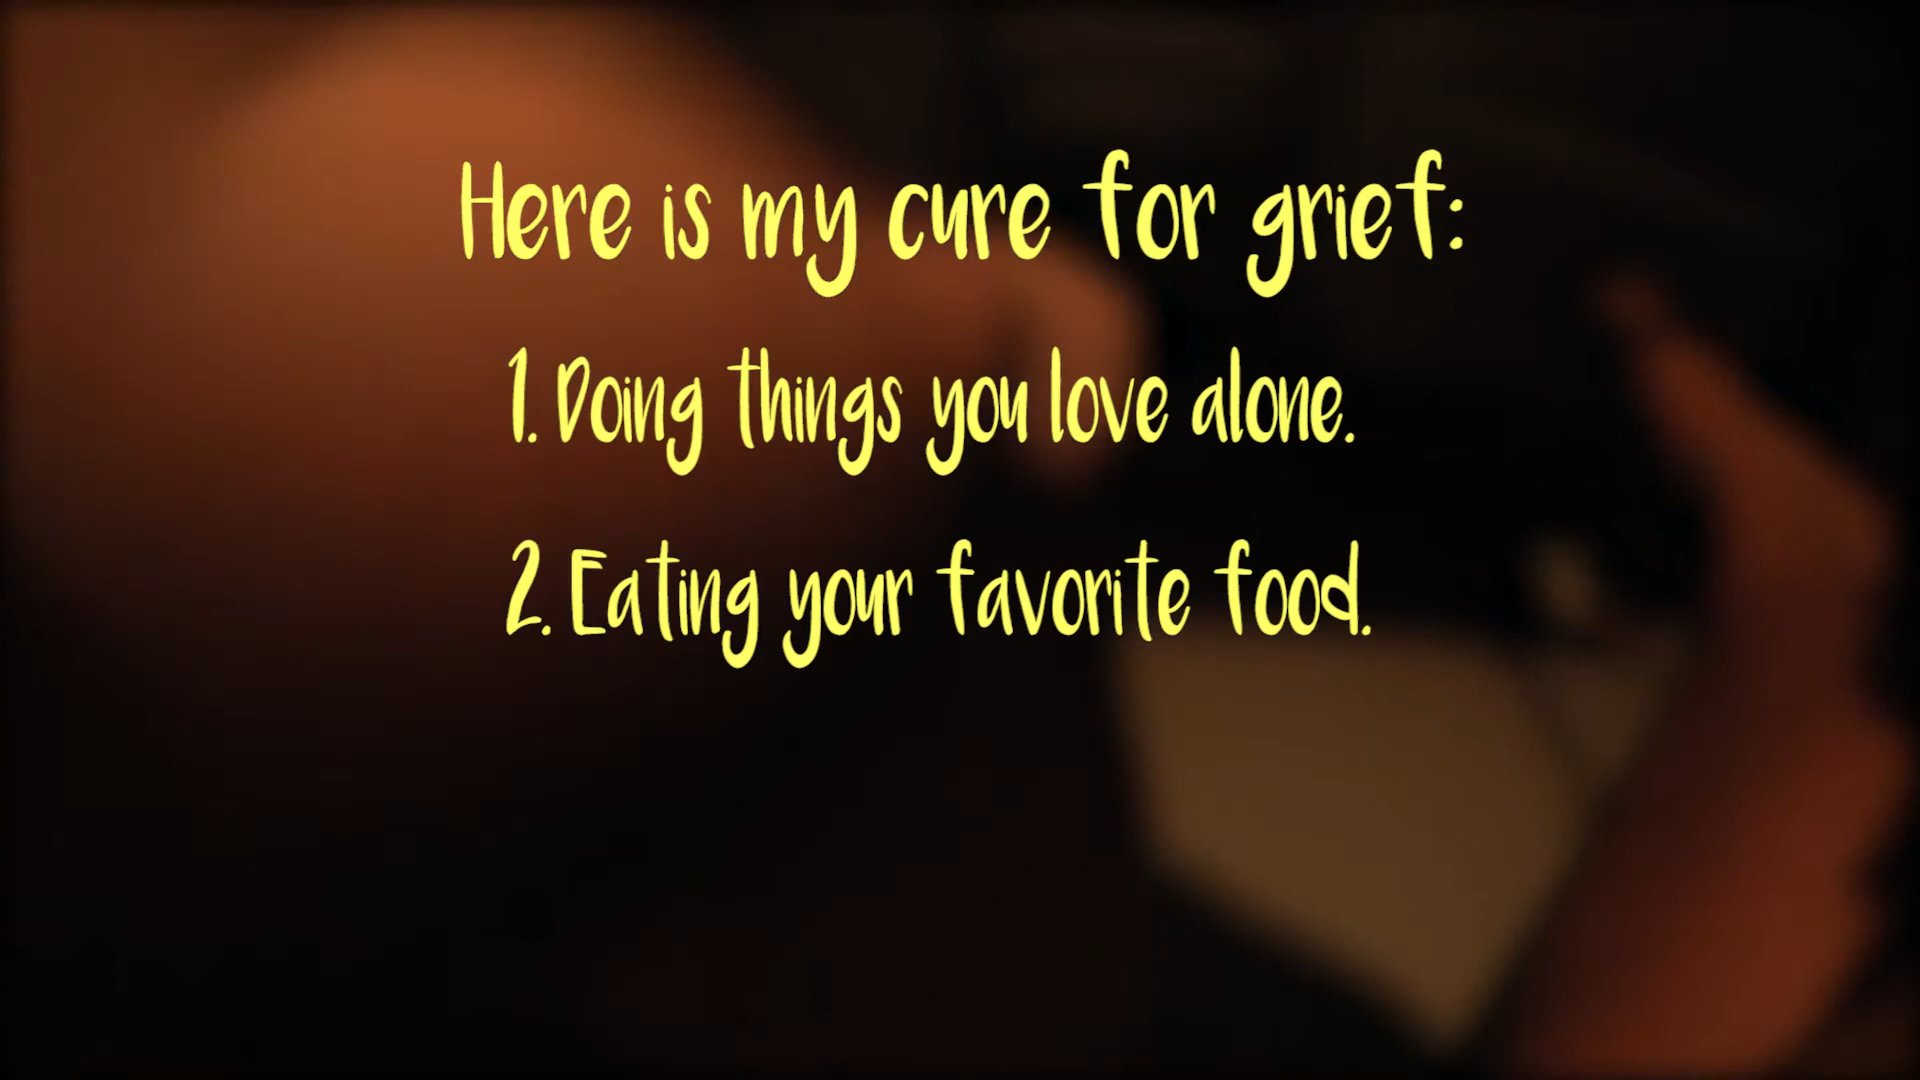 Here is my cure for grief:
1. Doing things you love alone.
2. Eating your favorite food.